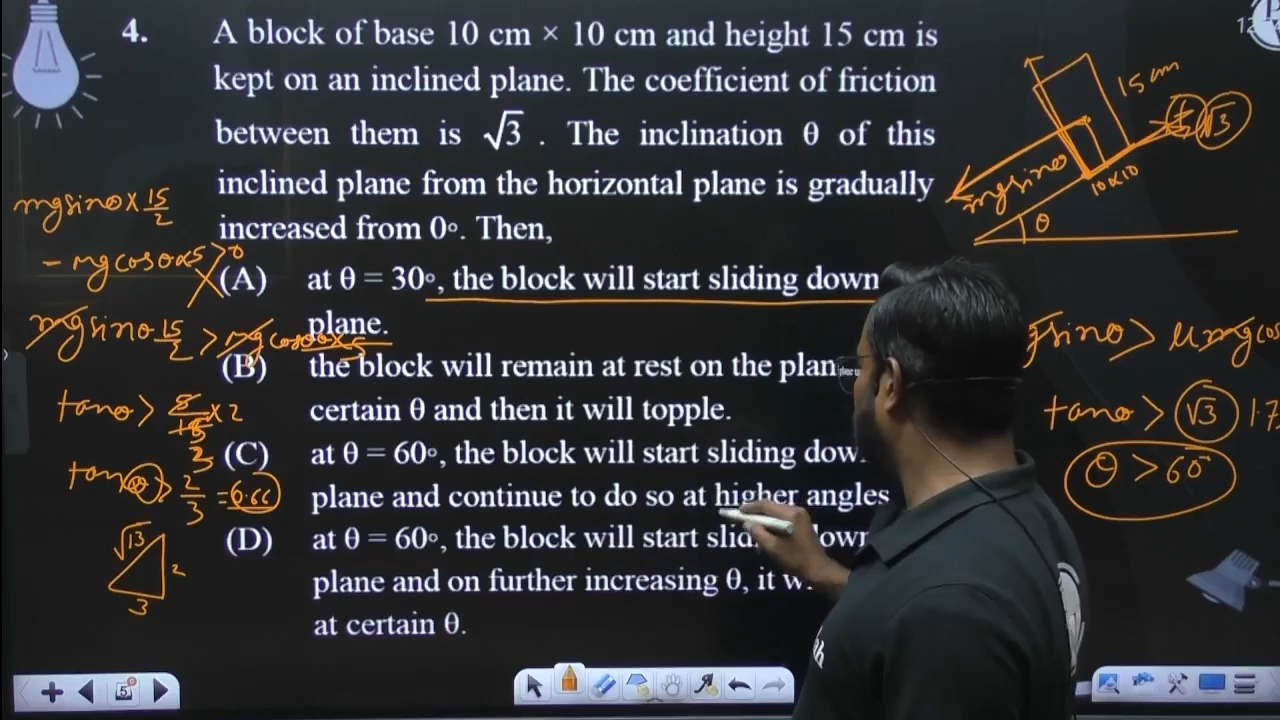 4. A block of base 10 cm × 10 cm and height 15 cm is
kept on an inclined plane. The coefficient of friction
between them is √3 . The inclination θ of this
inclined plane from the horizontal plane is gradually
increased from 0°. Then,
(A) at θ = 30°, the block will start sliding down
plane.
(B) the block will remain at rest on the plan
certain θ and then it will topple.
(C) at θ = 60°, the block will start sliding dow
plane and continue to do so at higher angles
(D) at θ = 60°, the block will start slid down
plane and on further increasing θ, it w
at certain θ.
mgsinθ × 15/2
- mgcosθ×5 > 0
mgsinθ 15/2 > mgcosθ × 5
tanθ > 5/15 × 2
3
tanθ > 2/3 = 0.66
√13
2
3
15 cm
√3
mgsinθ
10×10
θ
gsinθ > μmgcos
tanθ > √3 1.7
θ > 60°
5